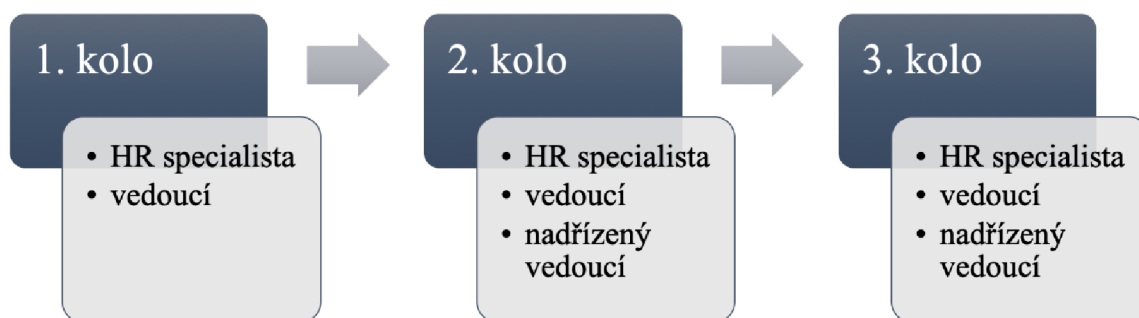 1. kolo
• HR specialista
• vedoucí
2. kolo
• HR specialista
• vedoucí
• nadřízený
vedoucí
3. kolo
• HR specialista
• vedoucí
• nadřízený
vedoucí